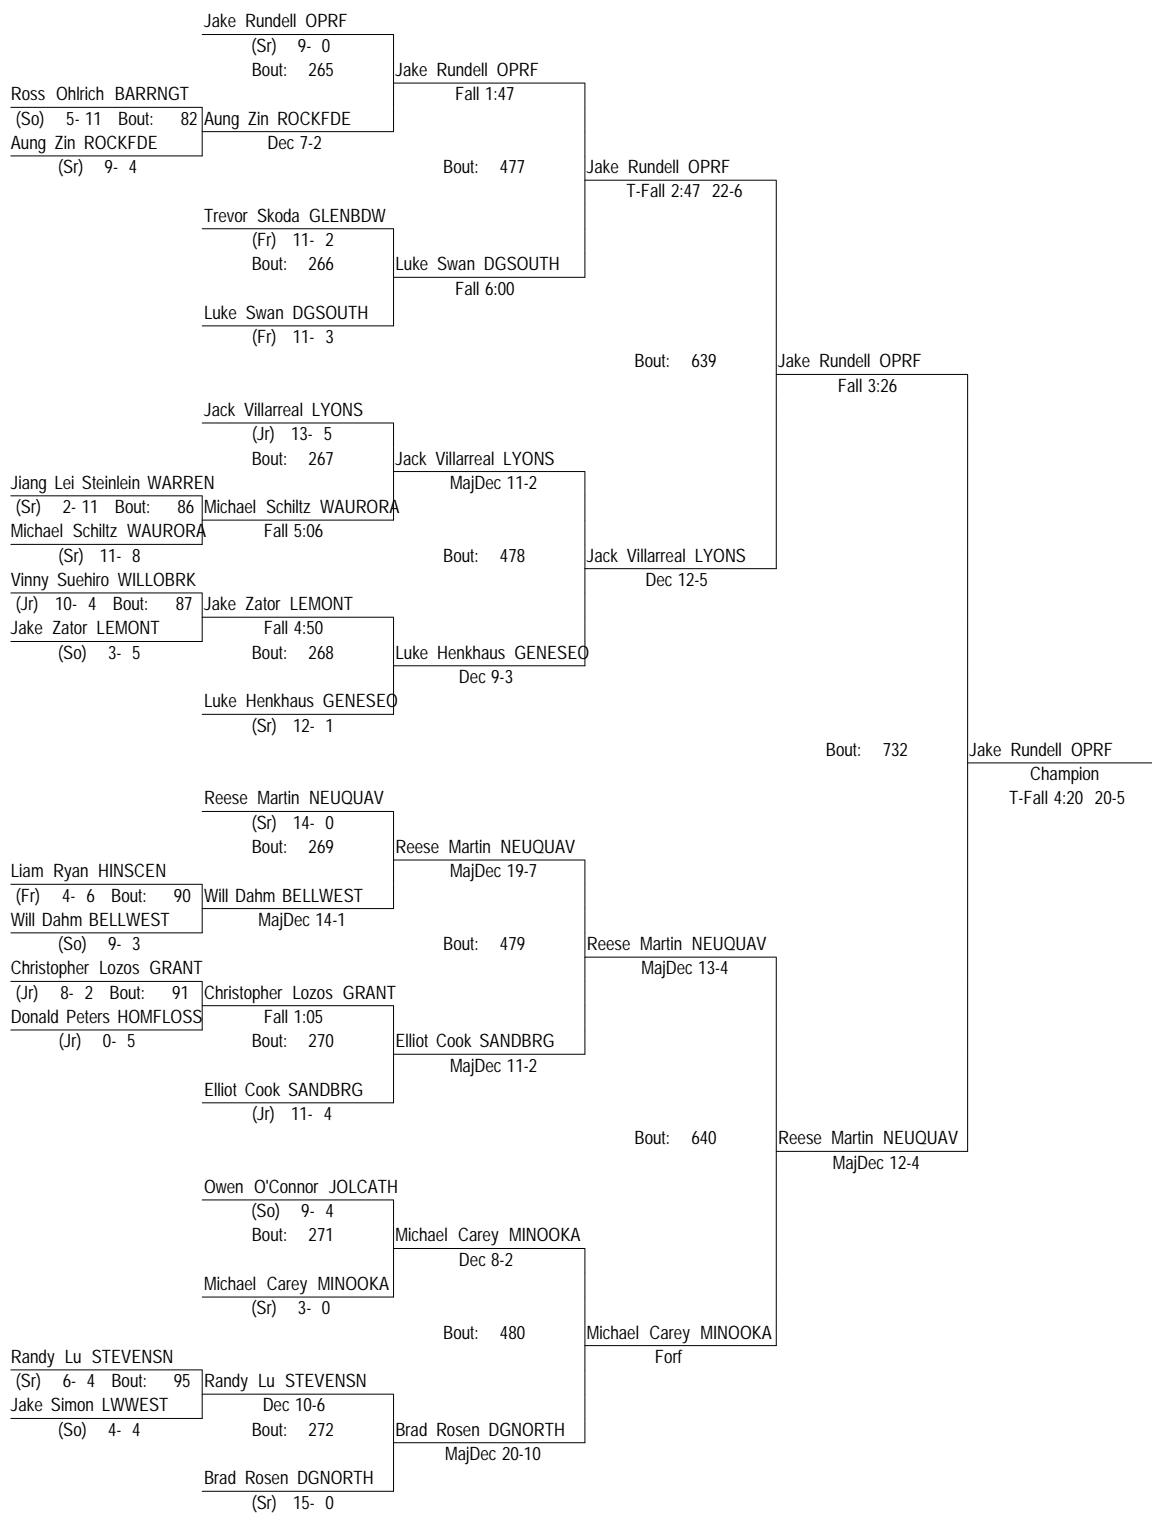 Jake Rundell OPRF
(Sr) 9- 0
Bout: 265
Jake Rundell OPRF
Fall 1:47
Ross Ohlrich BARRNGT
(So) 5- 11 Bout: 82
Aung Zin ROCKFDE
Aung Zin ROCKFDE
Dec 7-2
(Sr) 9- 4
Bout: 477
Jake Rundell OPRF
T-Fall 2:47 22-6
Trevor Skoda GLENBDW
(Fr) 11- 2
Bout: 266
Luke Swan DGSOUTH
Fall 6:00
Luke Swan DGSOUTH
(Fr) 11- 3
Bout: 639
Jake Rundell OPRF
Fall 3:26
Jack Villarreal LYONS
(Jr) 13- 5
Bout: 267
Jack Villarreal LYONS
MajDec 11-2
Jiang Lei Steinlein WARREN
(Sr) 2- 11 Bout: 86
Michael Schiltz WAURORA
Michael Schiltz WAURORA
Fall 5:06
(Sr) 11- 8
Bout: 478
Jack Villarreal LYONS
Dec 12-5
Vinny Suehiro WILLOBRK
(Jr) 10- 4 Bout: 87
Jake Zator LEMONT
Jake Zator LEMONT
Fall 4:50
(So) 3- 5
Bout: 268
Luke Henkhaus GENESEO
Dec 9-3
Luke Henkhaus GENESEO
(Sr) 12- 1
Bout: 732
Jake Rundell OPRF
Champion
T-Fall 4:20 20-5
Reese Martin NEUQUAV
(Sr) 14- 0
Bout: 269
Reese Martin NEUQUAV
MajDec 19-7
Liam Ryan HINSCEN
(Fr) 4- 6 Bout: 90
Will Dahm BELLWEST
Will Dahm BELLWEST
MajDec 14-1
(So) 9- 3
Bout: 479
Reese Martin NEUQUAV
MajDec 13-4
Christopher Lozos GRANT
(Jr) 8- 2 Bout: 91
Christopher Lozos GRANT
Donald Peters HOMFLOSS
Fall 1:05
(Jr) 0- 5
Bout: 270
Elliot Cook SANDBRG
MajDec 11-2
Elliot Cook SANDBRG
(Jr) 11- 4
Bout: 640
Reese Martin NEUQUAV
MajDec 12-4
Owen O'Connor JOLCATH
(So) 9- 4
Bout: 271
Michael Carey MINOOKA
Dec 8-2
Michael Carey MINOOKA
(Sr) 3- 0
Bout: 480
Michael Carey MINOOKA
Forf
Randy Lu STEVENSN
(Sr) 6- 4 Bout: 95
Randy Lu STEVENSN
Jake Simon LWWEST
Dec 10-6
(So) 4- 4
Bout: 272
Brad Rosen DGNORTH
MajDec 20-10
Brad Rosen DGNORTH
(Sr) 15- 0